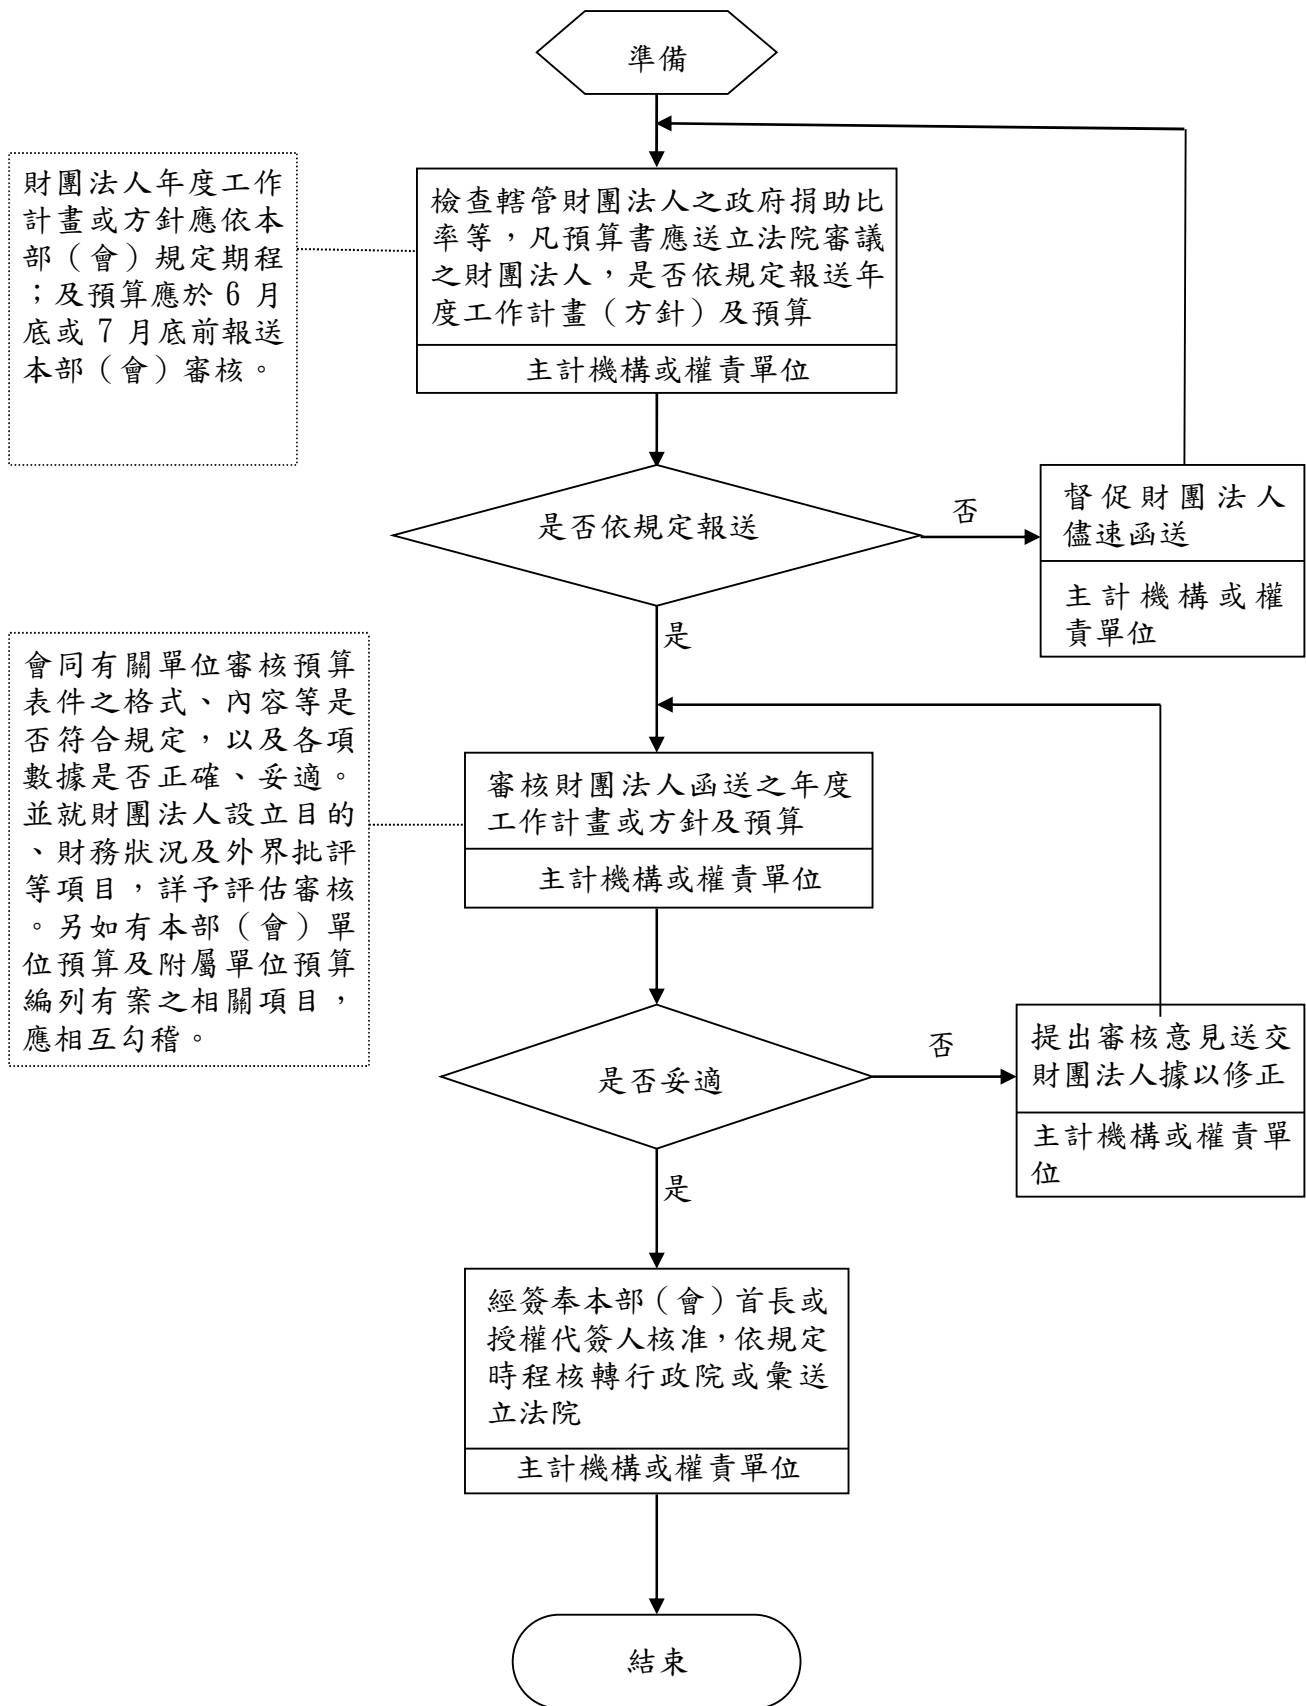 準備
財團法人年度工作
計畫或方針應依本
部（會）規定期程
；及預算應於 6 月
底或 7 月底前報送
本部（會）審核。
檢查轄管財團法人之政府捐助比
率等，凡預算書應送立法院審議
之財團法人，是否依規定報送年
度工作計畫（方針）及預算
主計機構或權責單位
是否依規定報送
否
督促財團法人
儘速函送
主計機構或權
責單位
是
會同有關單位審核預算
表件之格式、內容等是
否符合規定，以及各項
數據是否正確、妥適。
並就財團法人設立目的
、財務狀況及外界批評
等項目，詳予評估審核
。另如有本部（會）單
位預算及附屬單位預算
編列有案之相關項目，
應相互勾稽。
審核財團法人函送之年度
工作計畫或方針及預算
主計機構或權責單位
是否妥適
否
提出審核意見送交
財團法人據以修正
主計機構或權責單
位
是
經簽奉本部（會）首長或
授權代簽人核准，依規定
時程核轉行政院或彙送
立法院
主計機構或權責單位
結束